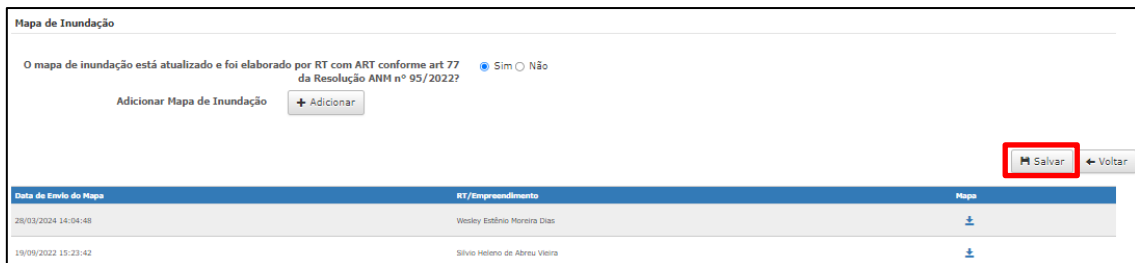 Mapa de Inundação
O mapa de inundação está atualizado e foi elaborado por RT com ART conforme art 77
da Resolução ANM nº 95/2022?
Sim Não
Adicionar Mapa de Inundação + Adicionar
Salvar Voltar
Data de Envio do Mapa RT/Empreendimento Mapa
28/03/2024 14:04:48 Wesley Estênio Moreira Dias
19/09/2022 15:23:42 Silvio Heleno de Abreu Vieira